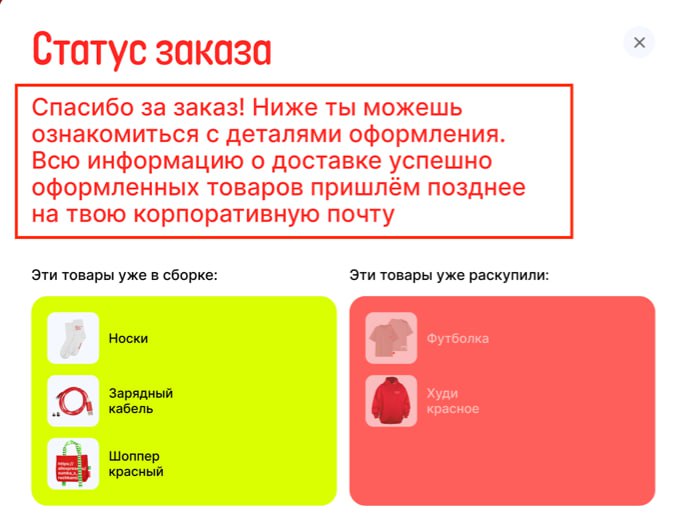 Статус заказа
Спасибо за заказ! Ниже ты можешь
ознакомиться с деталями оформления.
Всю информацию о доставке успешно
оформленных товаров пришлём позднее
на твою корпоративную почту
Эти товары уже в сборке:
Носки
Зарядный
кабель
Шоппер
красный
Эти товары уже раскупили:
Футболка
Худи
красное